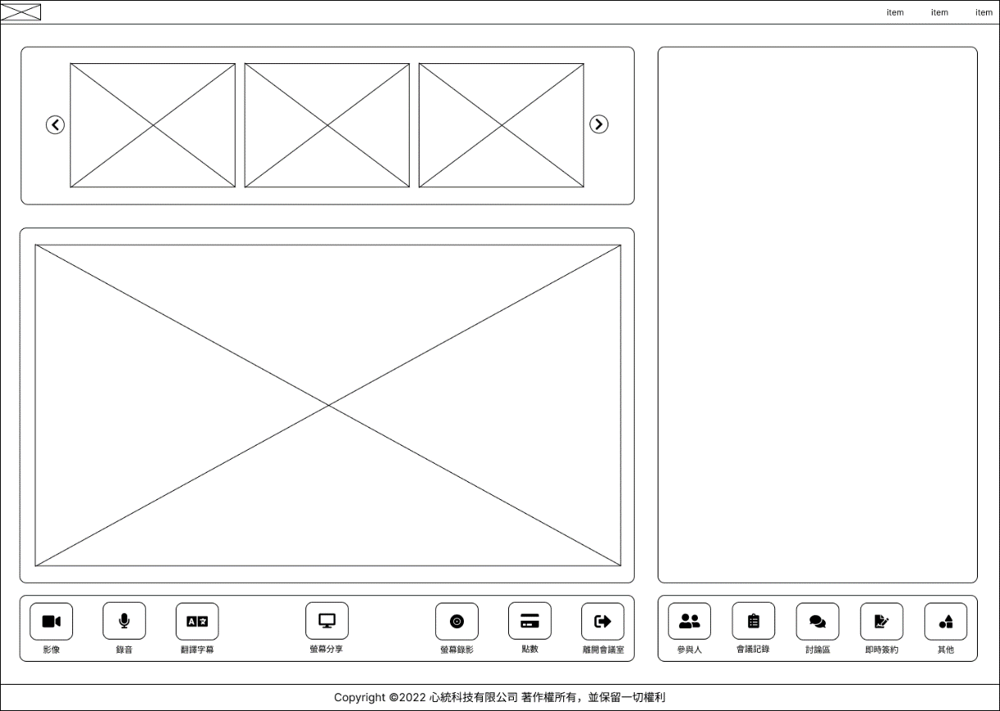 item item item
影像 錄音 翻譯字幕 螢幕分享 螢幕錄影 點數 離開會議室
參與人 會議記錄 討論區 即時簽約 其他
Copyright ©2022 心統科技有限公司 著作權所有，並保留一切權利